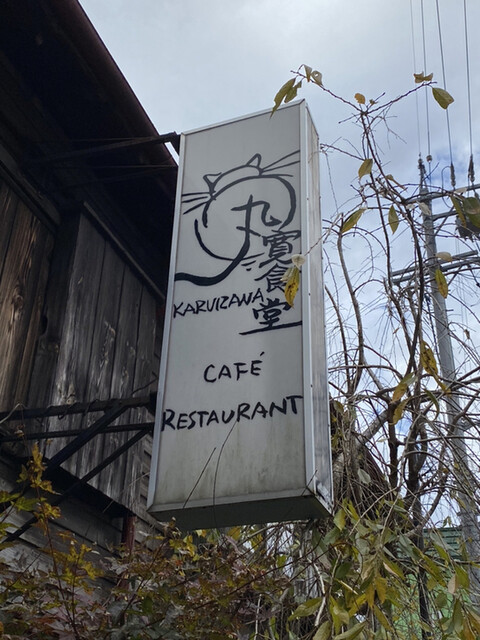 丸寛食堂
KARUIZAWA
CAFÉ
RESTAURANT